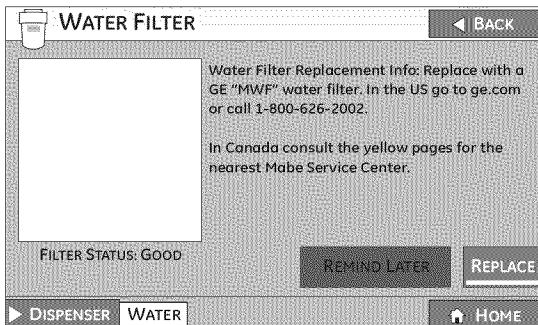 WATER FILTER
BACK
Water Filter Replacement Info: Replace with a
GE "MWF" water filter. In the US go to ge.com
or call 1-800-626-2002.
In Canada consult the yellow pages for the
nearest Mabe Service Center.
FILTER STATUS: GOOD
REMIND LATER
REPLACE
DISPENSER
WATER
HOME